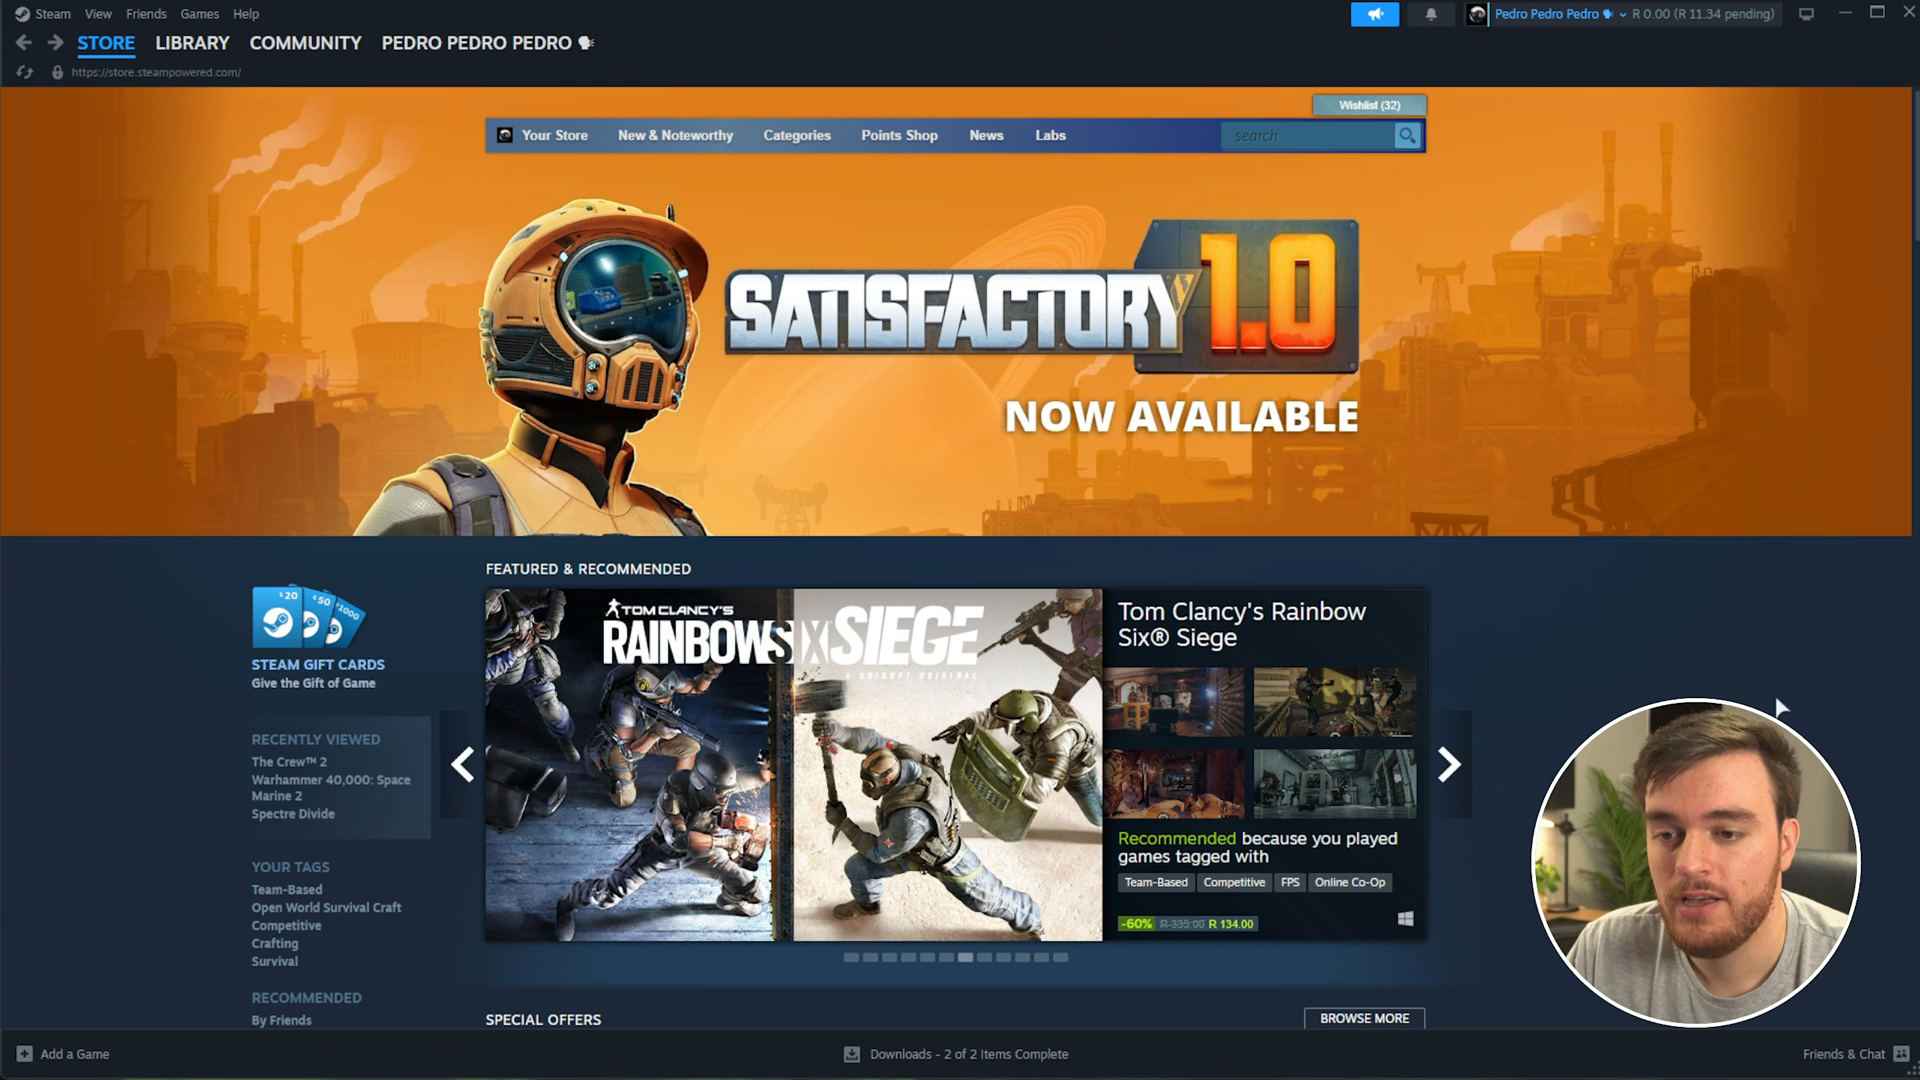 Steam View Friends Games Help
Pedro Pedro Pedro R 0.00 (R 11.34 pending)
STORE LIBRARY COMMUNITY PEDRO PEDRO PEDRO
https://store.steampowered.com/
Wishlist (32)
Your Store New & Noteworthy Categories Points Shop News Labs search
SATISFACTORY 1.0
NOW AVAILABLE
FEATURED & RECOMMENDED
$20 €50 ¥1000
STEAM GIFT CARDS
Give the Gift of Game
RECENTLY VIEWED
The Crew™ 2
Warhammer 40,000: Space
Marine 2
Spectre Divide
YOUR TAGS
Team-Based
Open World Survival Craft
Competitive
Crafting
Survival
RECOMMENDED
By Friends
TOM CLANCY'S
RAINBOWSIX SIEGE
A UBISOFT ORIGINAL
Tom Clancy's Rainbow
Six® Siege
Recommended because you played
games tagged with
Team-Based Competitive FPS Online Co-Op
-60% R 335.00 R 134.00
SPECIAL OFFERS
BROWSE MORE
Add a Game
Downloads - 2 of 2 Items Complete
Friends & Chat